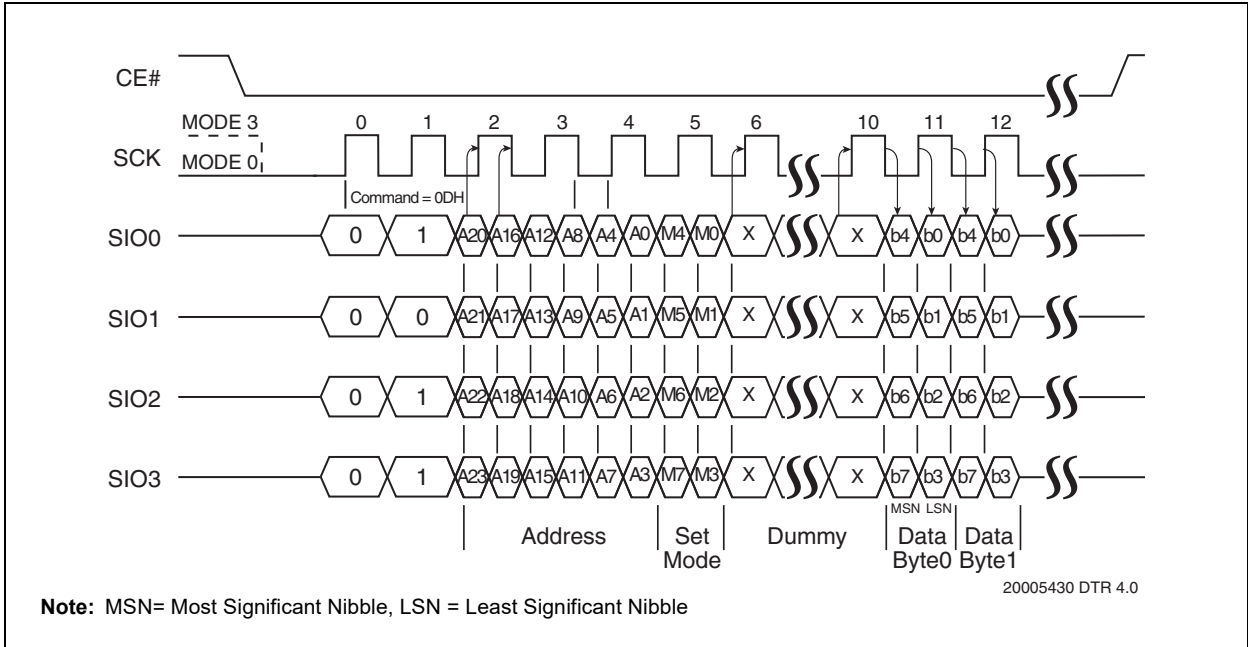 CE#
MODE 3
0 1 2 3 4 5 6 10 11 12
SCK
MODE 0
Command = 0DH
SIO0 0 1 A20 A16 A12 A8 A4 A0 M4 M0 X X b4 b0 b4 b0
SIO1 0 0 A21 A17 A13 A9 A5 A1 M5 M1 X X b5 b1 b5 b1
SIO2 0 1 A22 A18 A14 A10 A6 A2 M6 M2 X X b6 b2 b6 b2
SIO3 0 1 A23 A19 A15 A11 A7 A3 M7 M3 X X b7 b3 b7 b3
MSN LSN
Address Set Mode Dummy Data Byte0 Data Byte1
20005430 DTR 4.0
Note: MSN= Most Significant Nibble, LSN = Least Significant Nibble